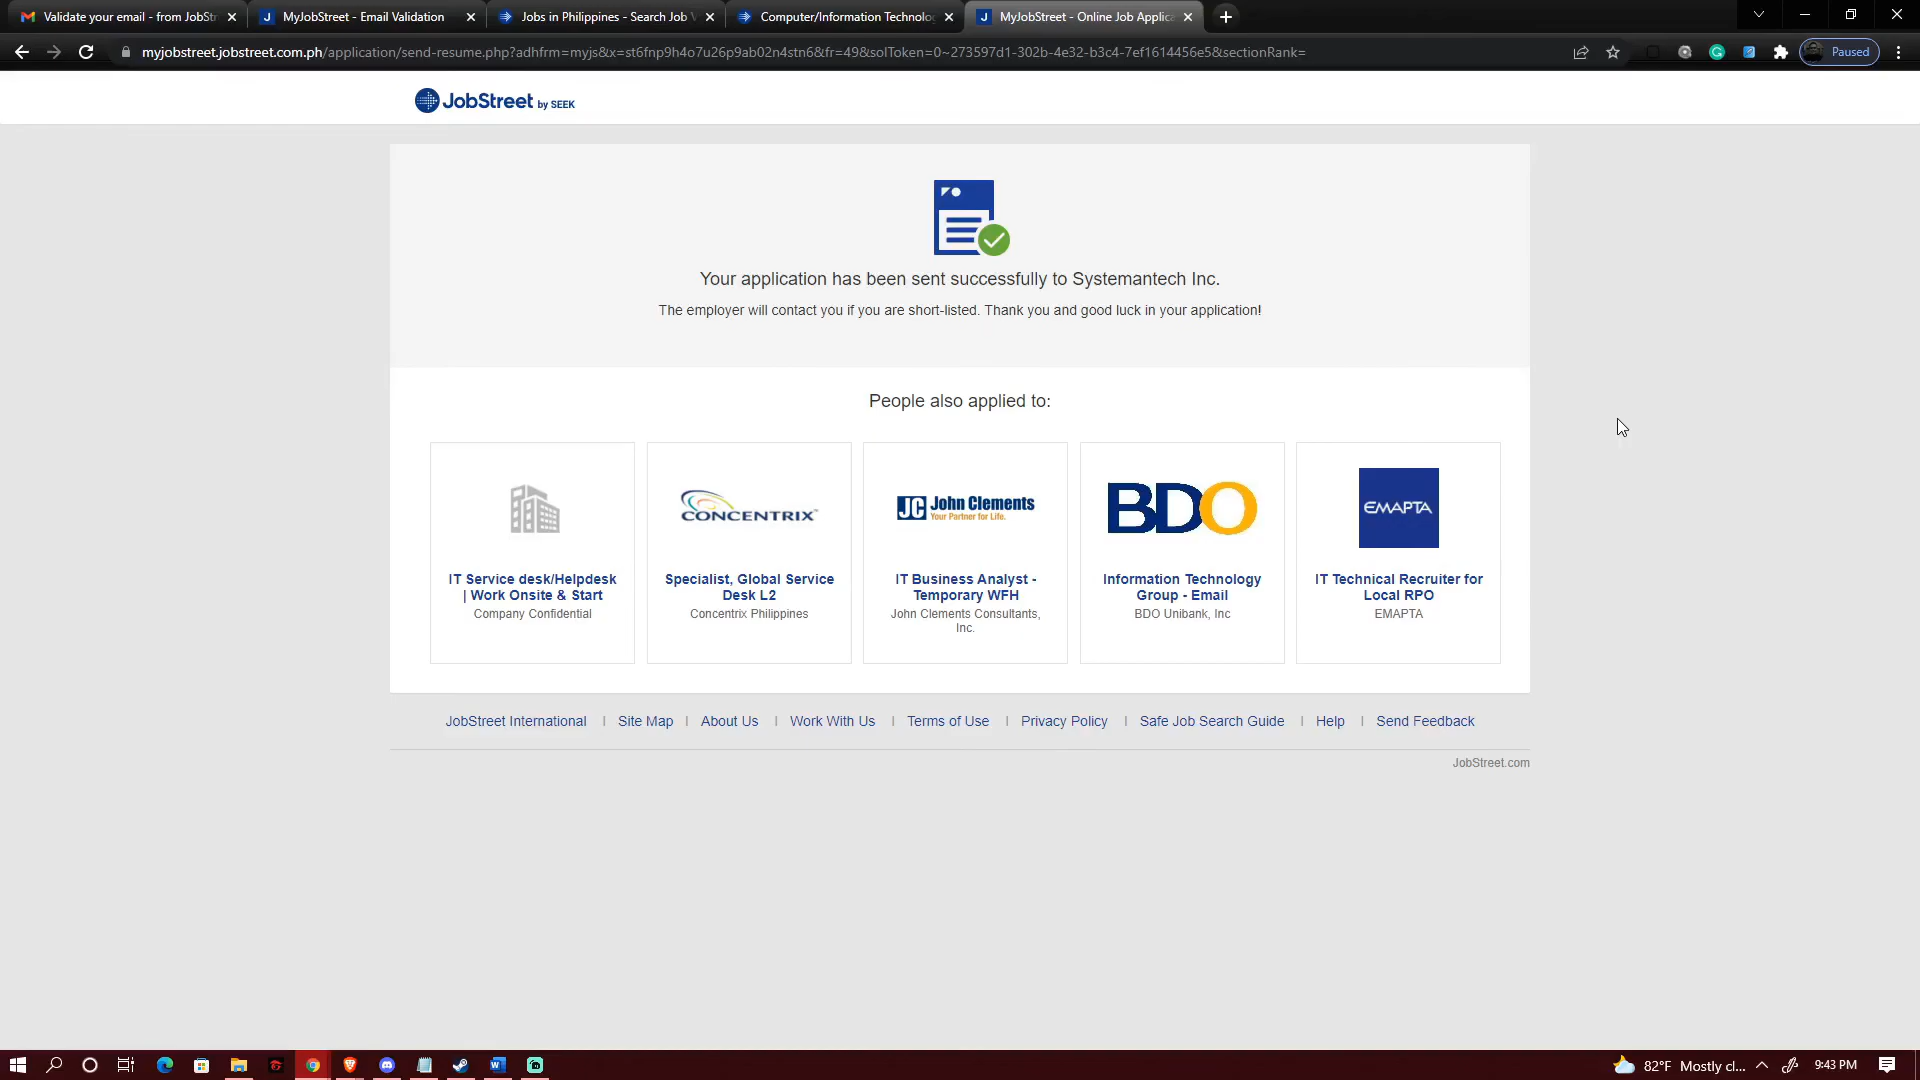 Validate your email - from JobStr
MyJobStreet - Email Validation
Jobs in Philippines - Search Job V
Computer/Information Technolog
MyJobStreet - Online Job Applica
myjobstreet.jobstreet.com.ph/application/send-resume.php?adhfrm=myjs&x=st6fnp9h4o7u26p9ab02n4stn6&fr=49&solToken=0~273597d1-302b-4e32-b3c4-7ef1614456e5&sectionRank=
Paused
JobStreet by SEEK
Your application has been sent successfully to Systemantech Inc.
The employer will contact you if you are short-listed. Thank you and good luck in your application!
People also applied to:
CONCENTRIX
JC John Clements
Your Partner for Life.
BDO
EMAPTA
IT Service desk/Helpdesk
| Work Onsite & Start
Company Confidential
Specialist, Global Service
Desk L2
Concentrix Philippines
IT Business Analyst -
Temporary WFH
John Clements Consultants,
Inc.
Information Technology
Group - Email
BDO Unibank, Inc
IT Technical Recruiter for
Local RPO
EMAPTA
JobStreet International | Site Map | About Us | Work With Us | Terms of Use | Privacy Policy | Safe Job Search Guide | Help | Send Feedback
JobStreet.com
82°F Mostly cl...
9:43 PM